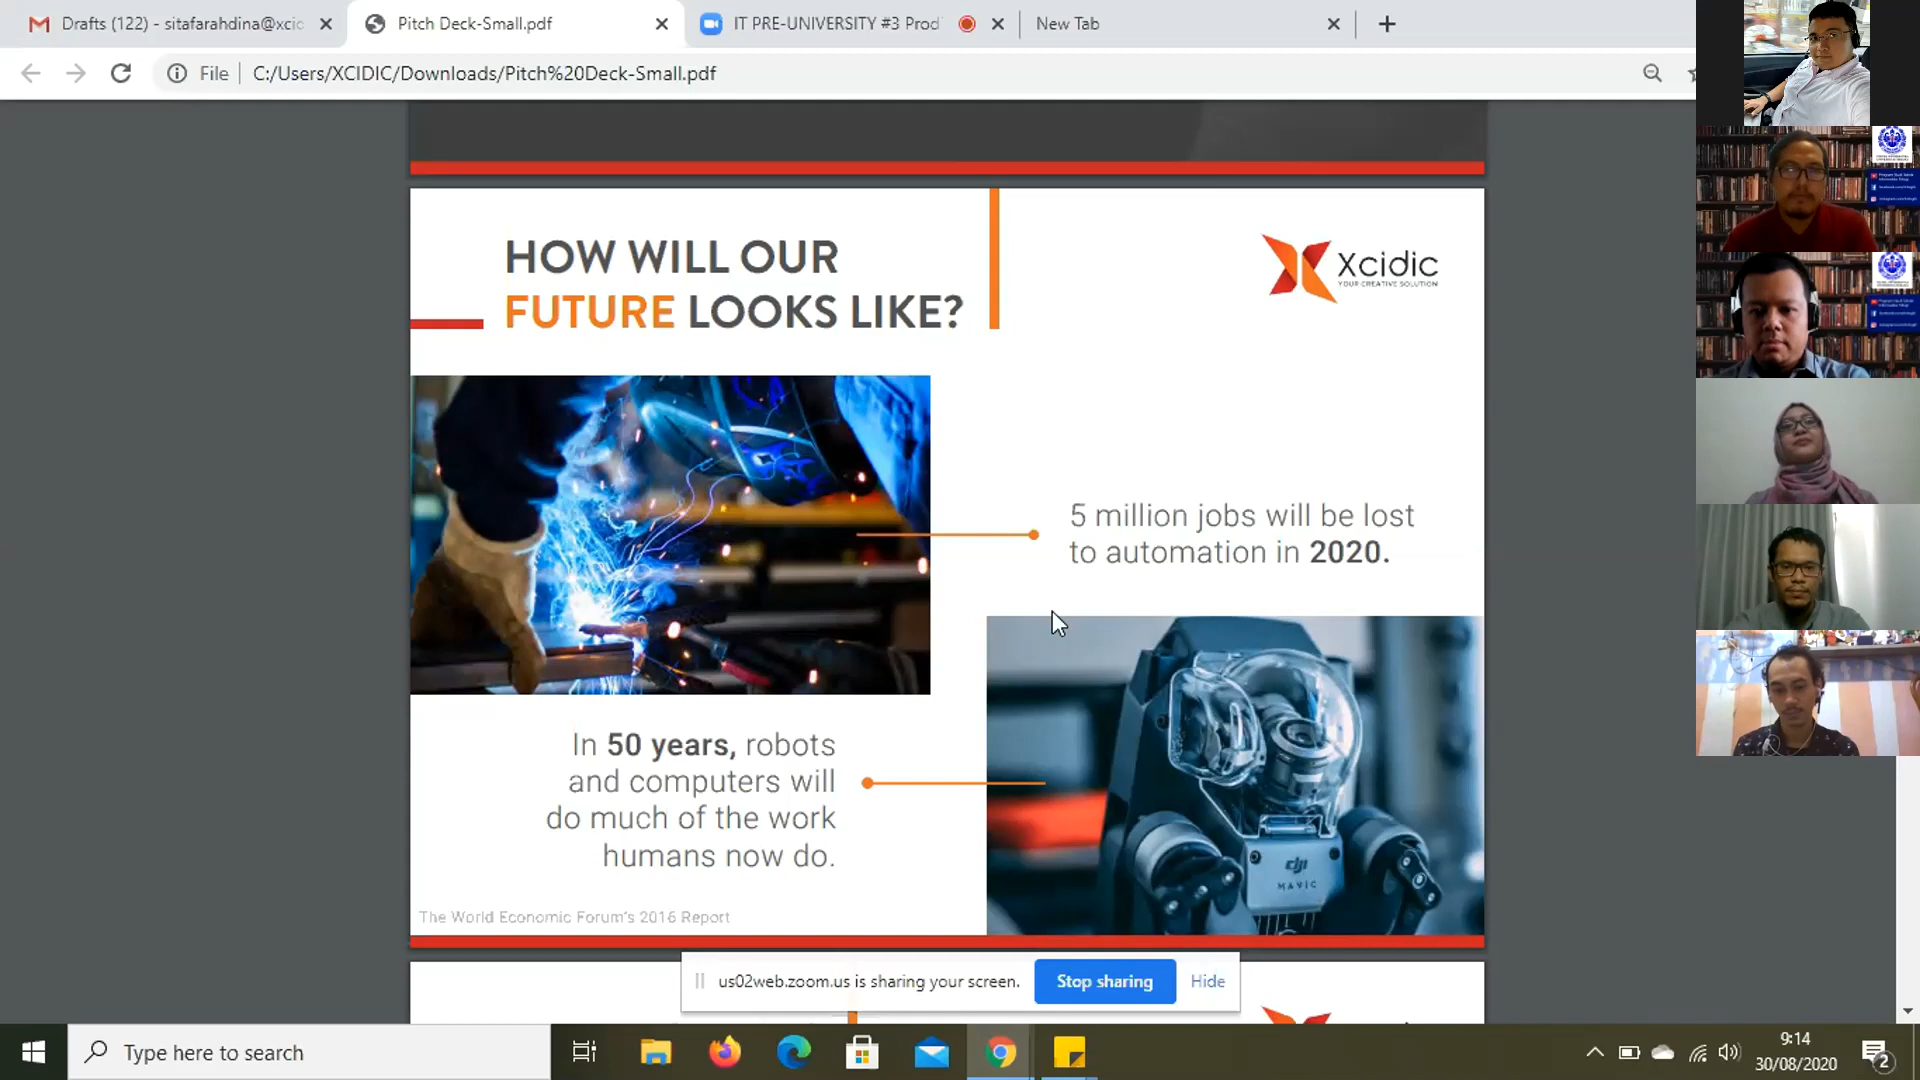 Drafts (122) - sitafarahdina@xcic
Pitch Deck-Small.pdf
IT PRE-UNIVERSITY #3 Prod
New Tab
File
C:/Users/XCIDIC/Downloads/Pitch%20Deck-Small.pdf
HOW WILL OUR
FUTURE LOOKS LIKE?
Xcidic
YOUR CREATIVE SOLUTION
5 million jobs will be lost
to automation in 2020.
In 50 years, robots
and computers will
do much of the work
humans now do.
dji
MAVIC
The World Economic Forum's 2016 Report
us02web.zoom.us is sharing your screen.
Stop sharing
Hide
Type here to search
9:14
30/08/2020
2